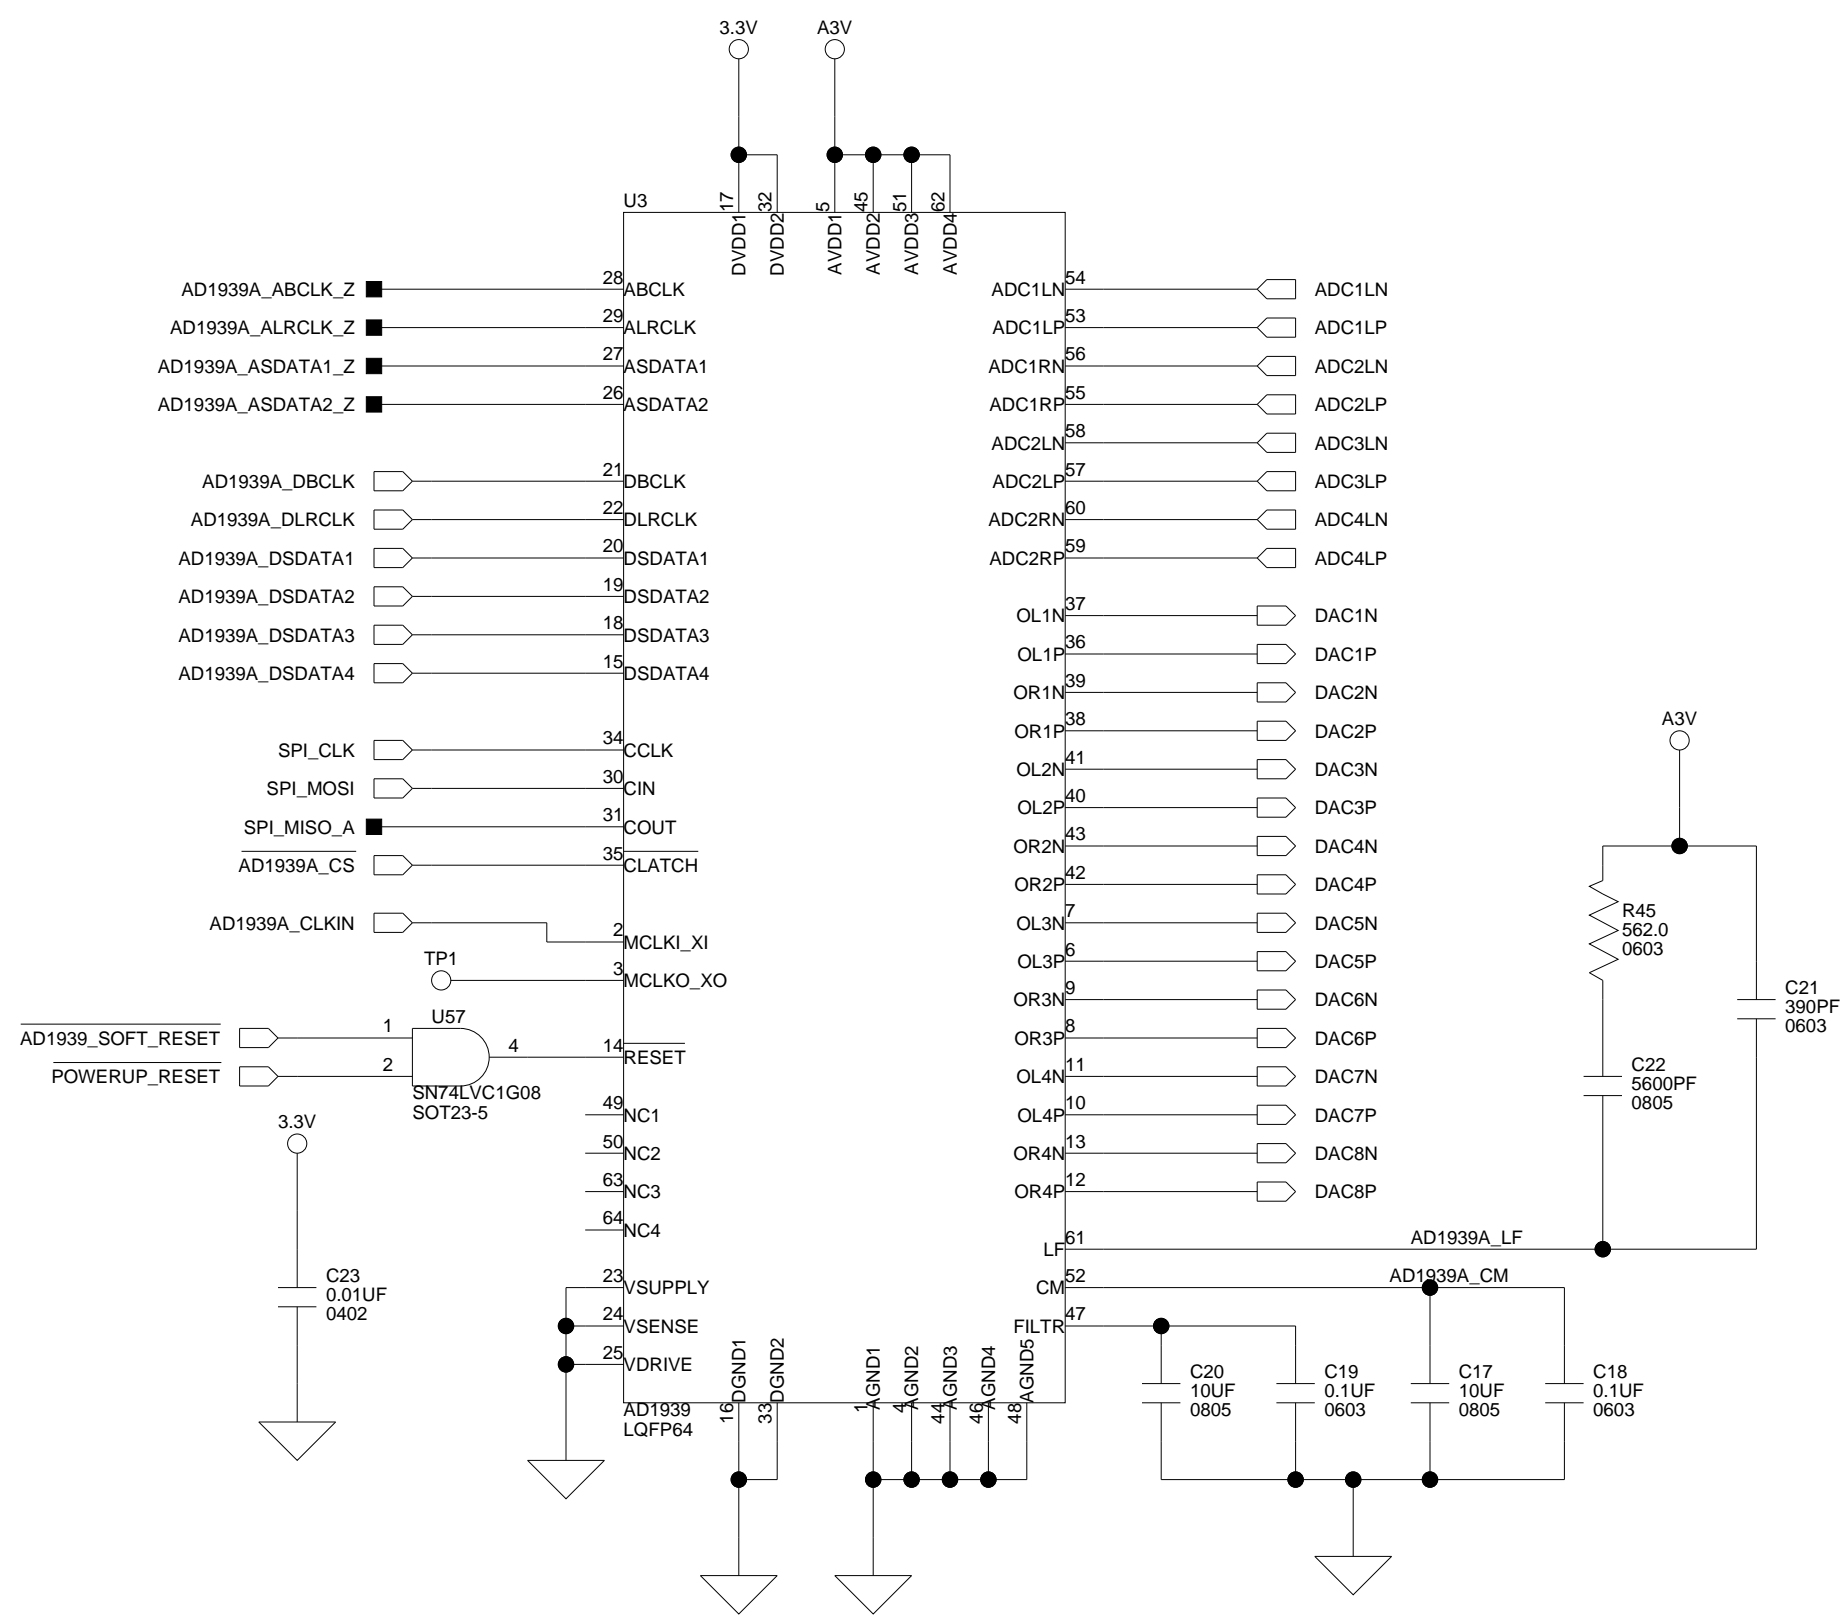 3.3V
A3V
U3
17
32
5
45
51
62
DVDD1
DVDD2
AVDD1
AVDD2
AVDD3
AVDD4
AD1939A_ABCLK_Z
28
ABCLK
AD1939A_ALRCLK_Z
29
ALRCLK
AD1939A_ASDATA1_Z
27
ASDATA1
AD1939A_ASDATA2_Z
26
ASDATA2
AD1939A_DBCLK
21
DBCLK
AD1939A_DLRCLK
22
DLRCLK
AD1939A_DSDATA1
20
DSDATA1
AD1939A_DSDATA2
19
DSDATA2
AD1939A_DSDATA3
18
DSDATA3
AD1939A_DSDATA4
15
DSDATA4
SPI_CLK
34
CCLK
SPI_MOSI
30
CIN
SPI_MISO_A
31
COUT
AD1939A_CS
35
CLATCH
AD1939A_CLKIN
2
MCLKI_XI
TP1
3
MCLKO_XO
AD1939_SOFT_RESET
1
U57
POWERUP_RESET
2
4
14
RESET
SN74LVC1G08
SOT23-5
49
NC1
50
NC2
63
NC3
64
NC4
3.3V
C23
0.01UF
0402
23
VSUPPLY
24
VSENSE
25
VDRIVE
AD1939
LQFP64
DGND1
DGND2
AGND1
AGND2
AGND3
AGND4
AGND5
16
33
1
4
44
46
48
ADC1LN
54
ADC1LN
ADC1LP
53
ADC1LP
ADC1RN
56
ADC2LN
ADC1RP
55
ADC2LP
ADC2LN
58
ADC3LN
ADC2LP
57
ADC3LP
ADC2RN
60
ADC4LN
ADC2RP
59
ADC4LP
OL1N
37
DAC1N
OL1P
36
DAC1P
OR1N
39
DAC2N
OR1P
38
DAC2P
OL2N
41
DAC3N
OL2P
40
DAC3P
OR2N
43
DAC4N
OR2P
42
DAC4P
OL3N
7
DAC5N
OL3P
6
DAC5P
OR3N
9
DAC6N
OR3P
8
DAC6P
OL4N
11
DAC7N
OL4P
10
DAC7P
OR4N
13
DAC8N
OR4P
12
DAC8P
LF
61
AD1939A_LF
CM
52
AD1939A_CM
FILTR
47
A3V
R45
562.0
0603
C21
390PF
0603
C22
5600PF
0805
C20
10UF
0805
C19
0.1UF
0603
C17
10UF
0805
C18
0.1UF
0603